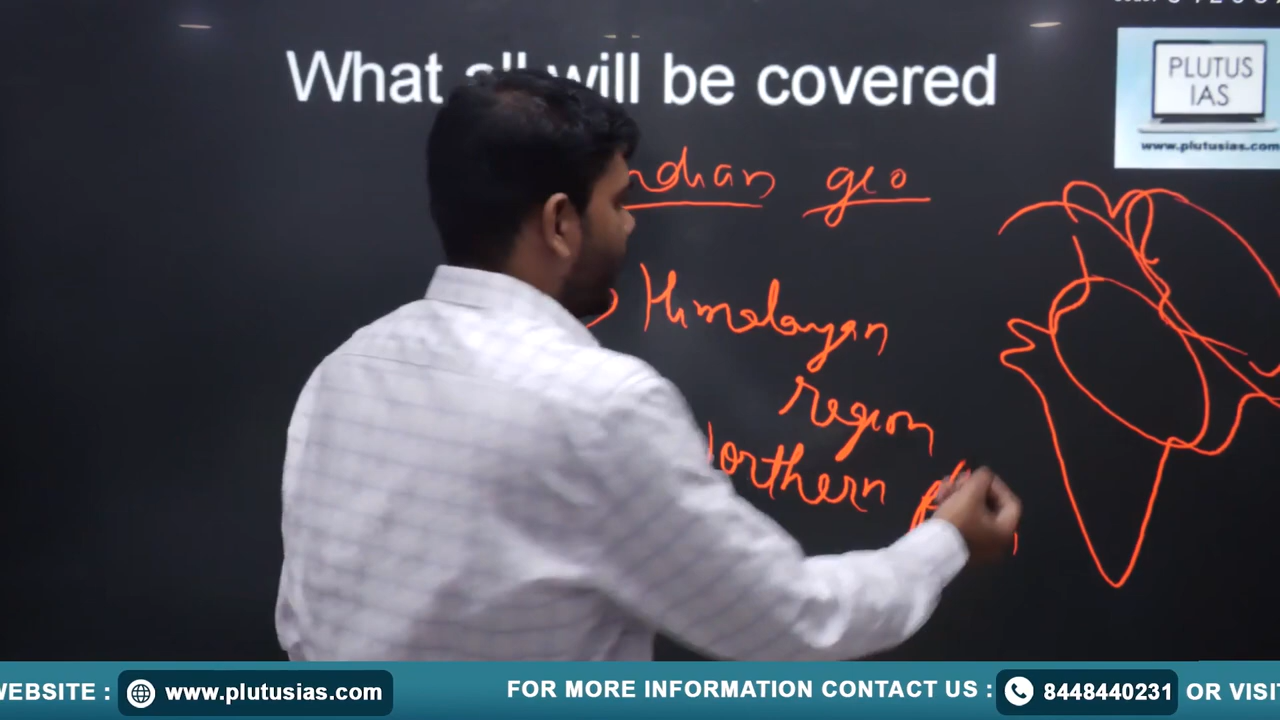 What all will be covered
PLUTUS
IAS
www.plutusias.com
ndian geo
Himalayan
region
Northern
WEBSITE :
www.plutusias.com
FOR MORE INFORMATION CONTACT US :
8448440231
OR VISIT